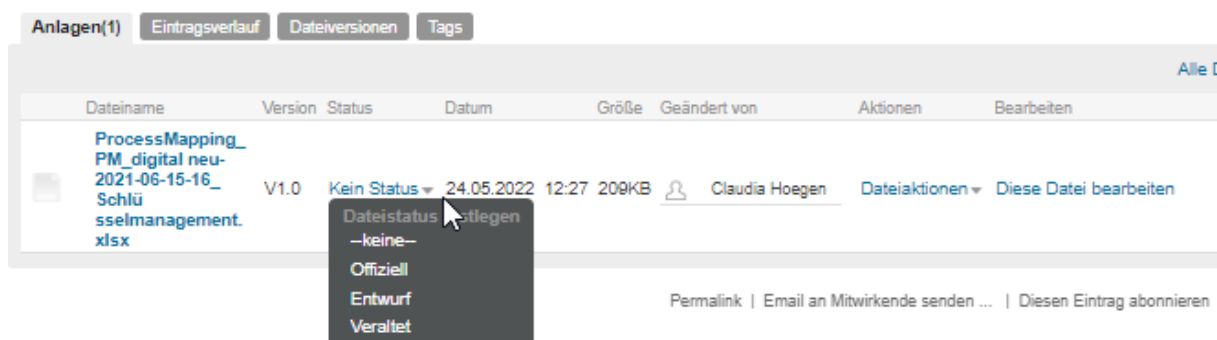 Anlagen(1) Eintragsverlauf Dateiversionen Tags
Alle
Dateiname Version Status Datum Größe Geändert von Aktionen Bearbeiten
ProcessMapping_
PM_digital neu-
2021-06-15-16_
Schlü
sselmanagement.
xlsx
V1.0 Kein Status 24.05.2022 12:27 209KB Claudia Hoegen Dateiaktionen Diese Datei bearbeiten
Dateistatus
--keine--
Offiziell
Entwurf
Veraltet
Permalink | Email an Mitwirkende senden ... | Diesen Eintrag abonnieren